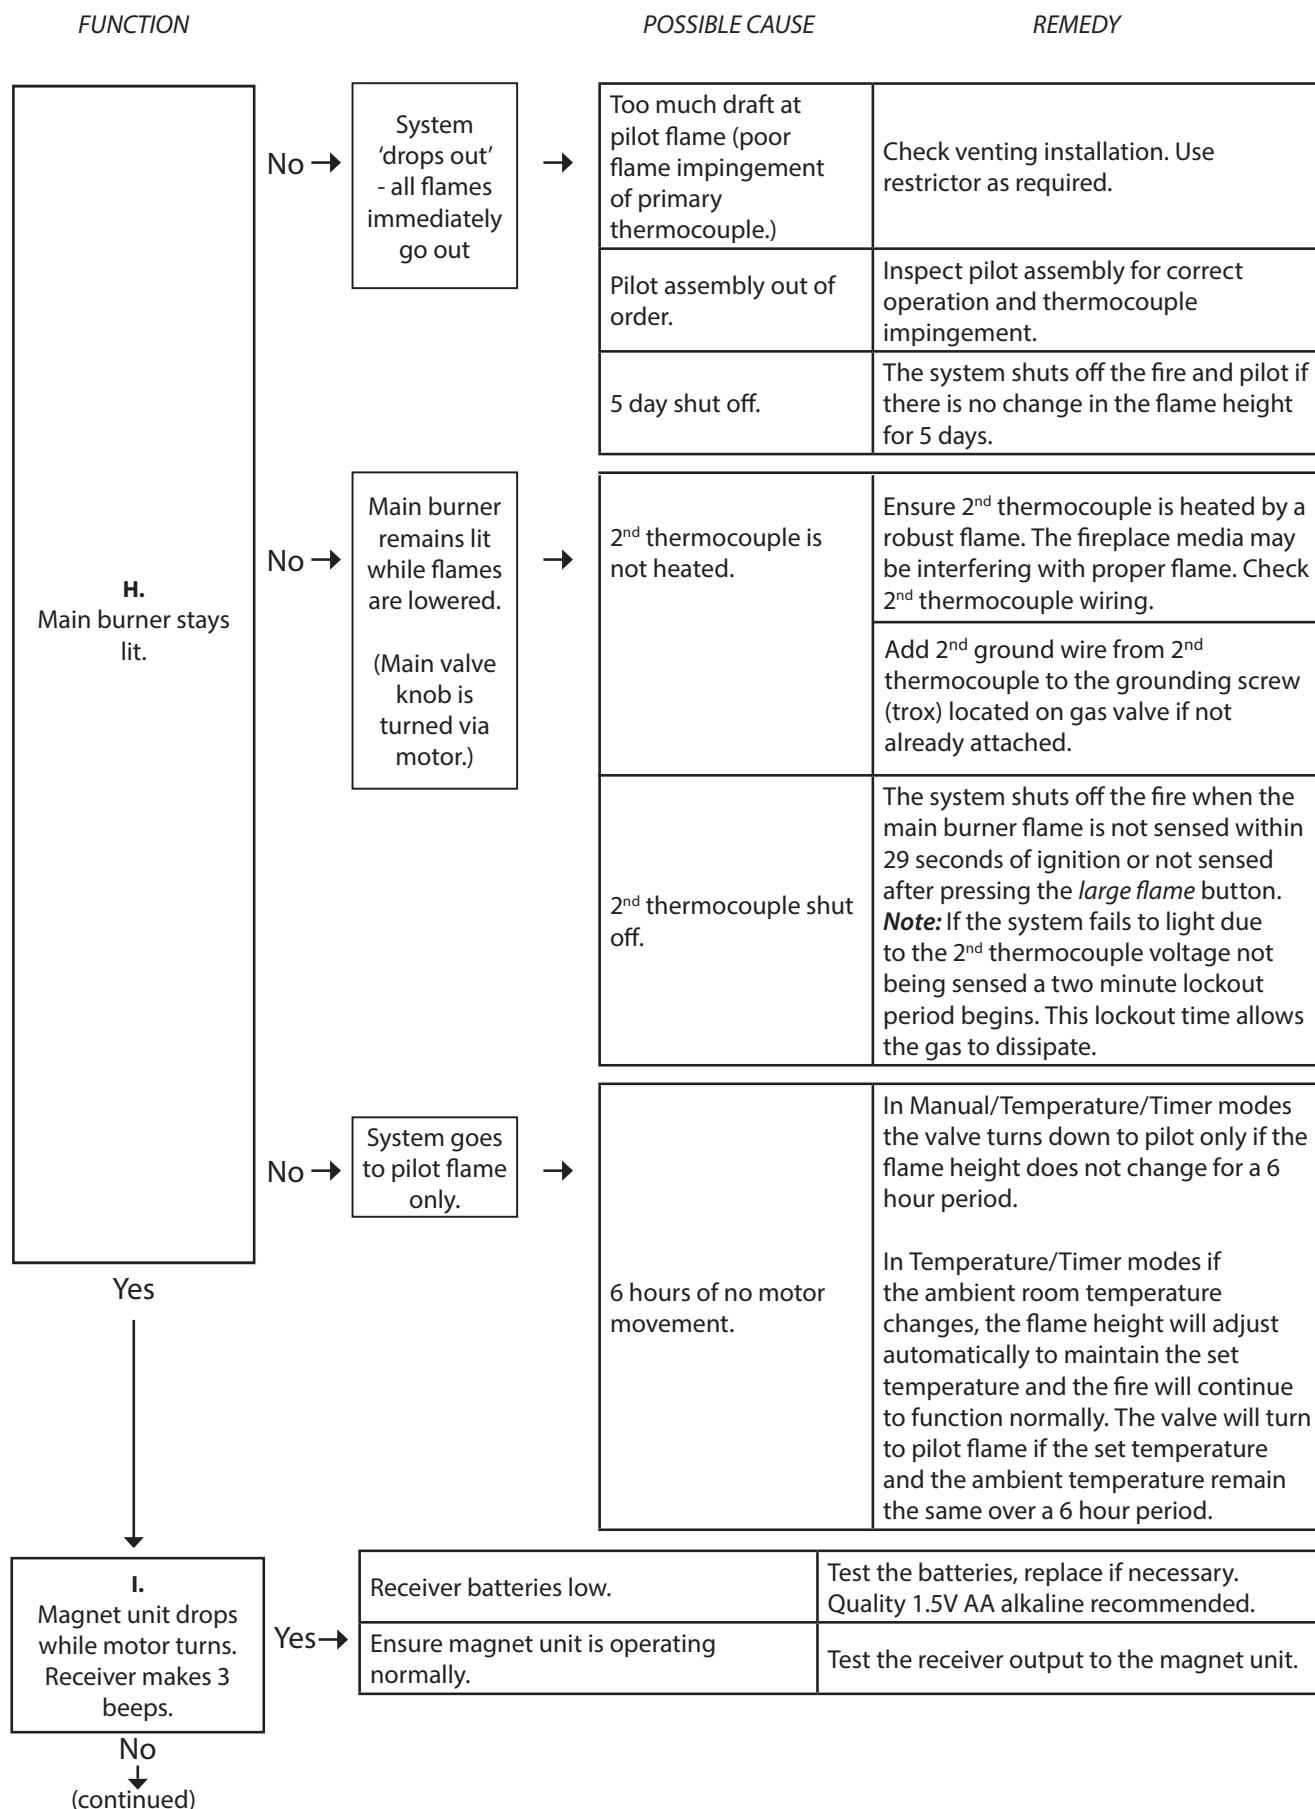 FUNCTION
POSSIBLE CAUSE
REMEDY
H.
Main burner stays
lit.
No →
System
‘drops out’
- all flames
immediately
go out
→
Too much draft at
pilot flame (poor
flame impingement
of primary
thermocouple.)
Check venting installation. Use
restrictor as required.
Pilot assembly out of
order.
Inspect pilot assembly for correct
operation and thermocouple
impingement.
5 day shut off.
The system shuts off the fire and pilot if
there is no change in the flame height
for 5 days.
No →
Main burner
remains lit
while flames
are lowered.
(Main valve
knob is
turned via
motor.)
→
2nd thermocouple is
not heated.
Ensure 2nd thermocouple is heated by a
robust flame. The fireplace media may
be interfering with proper flame. Check
2nd thermocouple wiring.
Add 2nd ground wire from 2nd
thermocouple to the grounding screw
(trox) located on gas valve if not
already attached.
2nd thermocouple shut
off.
The system shuts off the fire when the
main burner flame is not sensed within
29 seconds of ignition or not sensed
after pressing the large flame button.
Note: If the system fails to light due
to the 2nd thermocouple voltage not
being sensed a two minute lockout
period begins. This lockout time allows
the gas to dissipate.
No →
System goes
to pilot flame
only.
→
6 hours of no motor
movement.
In Manual/Temperature/Timer modes
the valve turns down to pilot only if the
flame height does not change for a 6
hour period.
In Temperature/Timer modes if
the ambient room temperature
changes, the flame height will adjust
automatically to maintain the set
temperature and the fire will continue
to function normally. The valve will turn
to pilot flame if the set temperature
and the ambient temperature remain
the same over a 6 hour period.
Yes
I.
Magnet unit drops
while motor turns.
Receiver makes 3
beeps.
Yes→
Receiver batteries low.
Test the batteries, replace if necessary.
Quality 1.5V AA alkaline recommended.
Ensure magnet unit is operating
normally.
Test the receiver output to the magnet unit.
No
(continued)